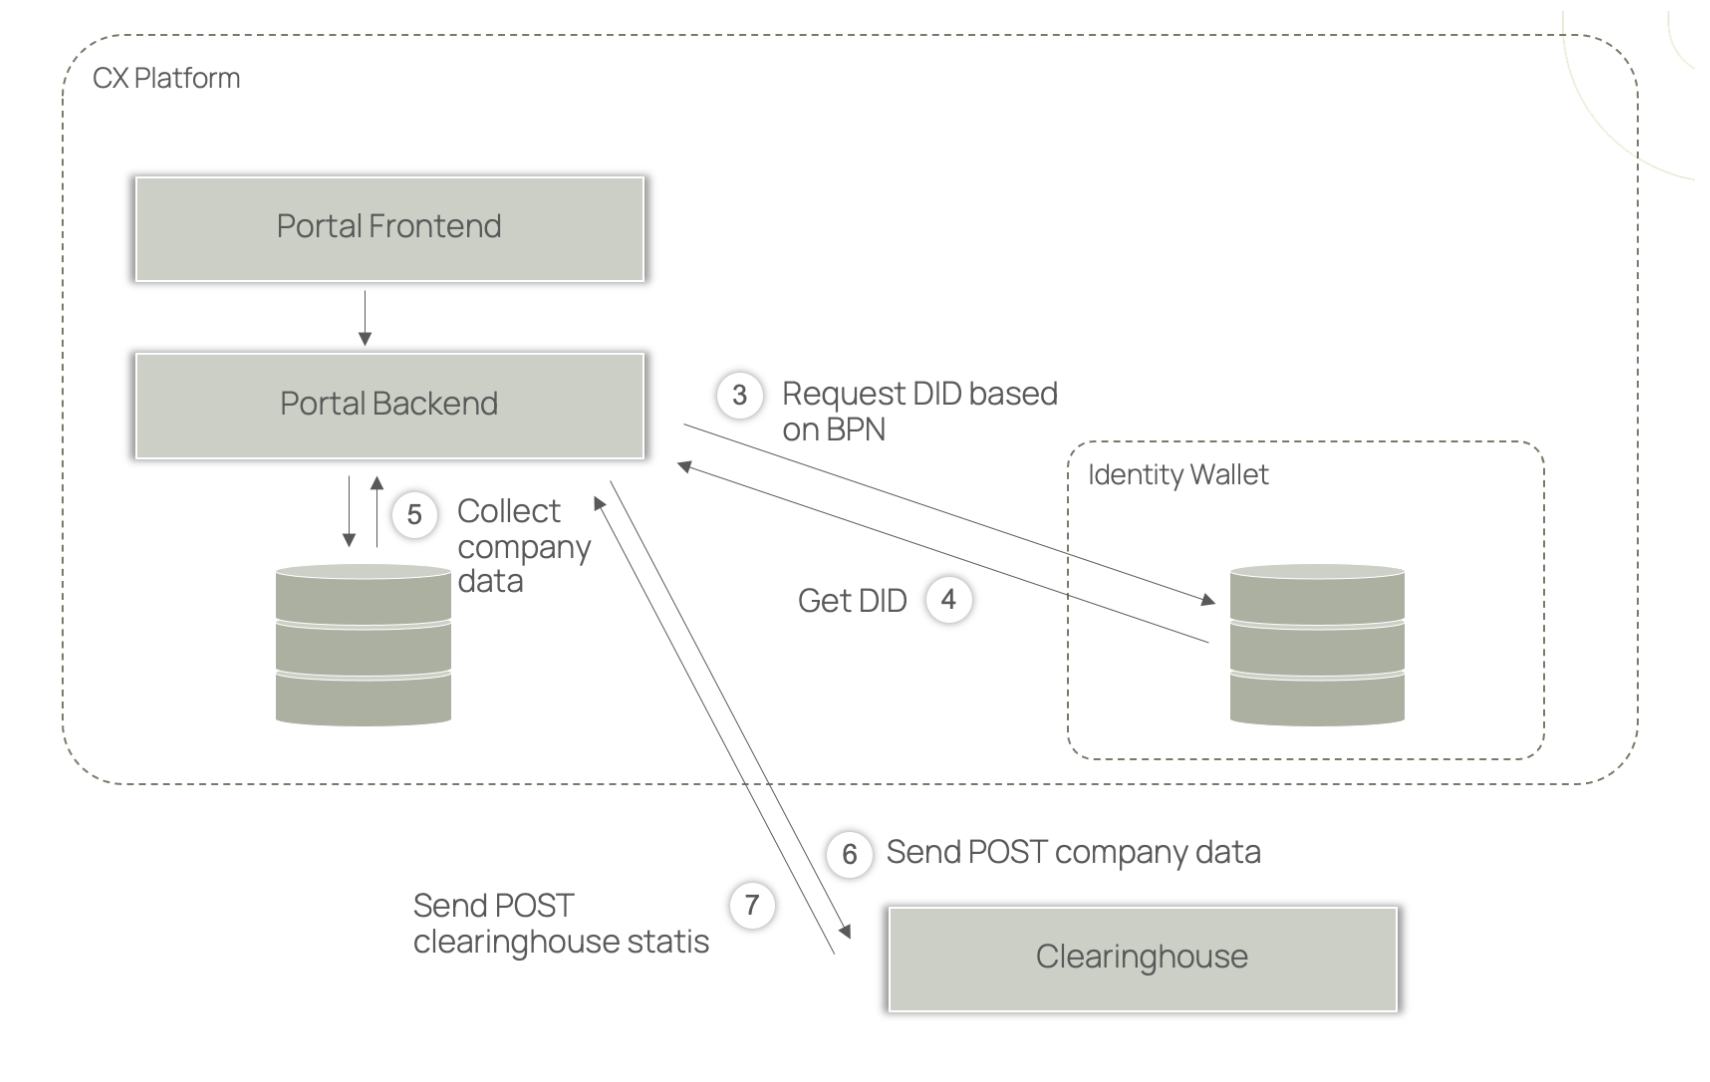 CX Platform
Portal Frontend
Portal Backend
3
Request DID based
on BPN
Identity Wallet
5
Collect
company
data
Get DID
4
6
Send POST company data
7
Send POST
clearinghouse statis
Clearinghouse